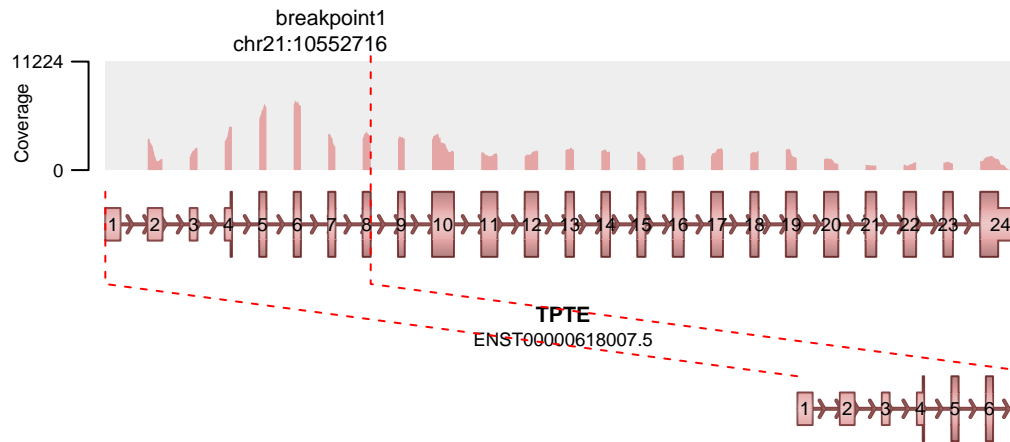 breakpoint1
chr21:10552716
11224
Coverage
0
1 2 3 4 5 6 7 8 9 10 11 12 13 14 15 16 17 18 19 20 21 22 23 24
TPTE
ENST00000618007.5
1 2 3 4 5 6